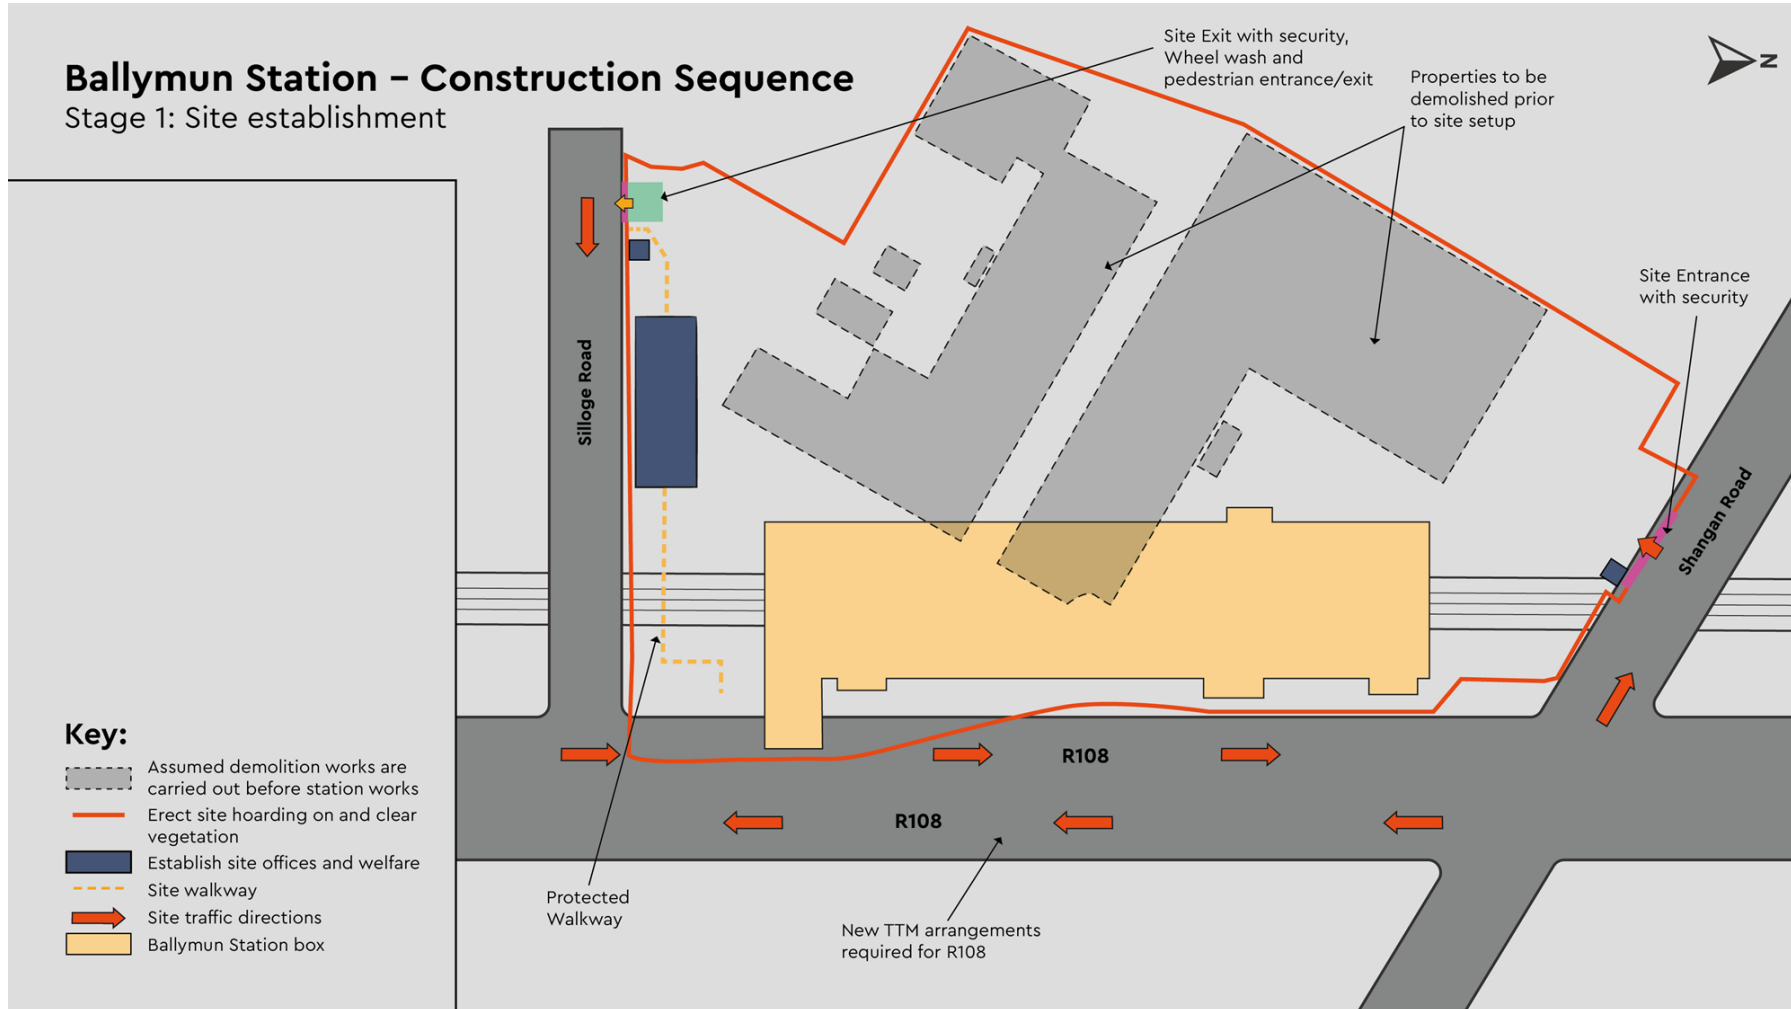 Ballymun Station – Construction Sequence
Stage 1: Site establishment
Site Exit with security,
Wheel wash and
pedestrian entrance/exit
Properties to be
demolished prior
to site setup
N
Site Entrance
with security
Silloge Road
Shangan Road
R108
R108
Protected
Walkway
New TTM arrangements
required for R108
Key:
Assumed demolition works are
carried out before station works
Erect site hoarding on and clear
vegetation
Establish site offices and welfare
Site walkway
Site traffic directions
Ballymun Station box